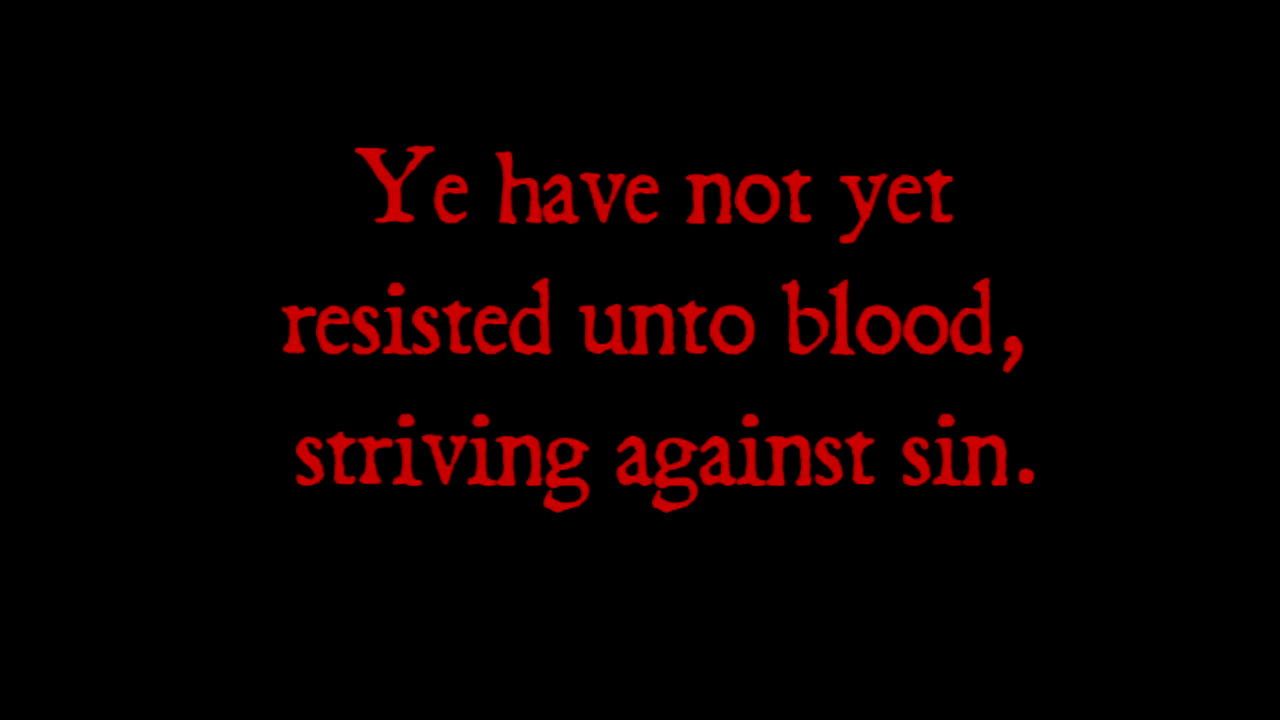 Ye have not yet
resisted unto blood,
striving against sin.